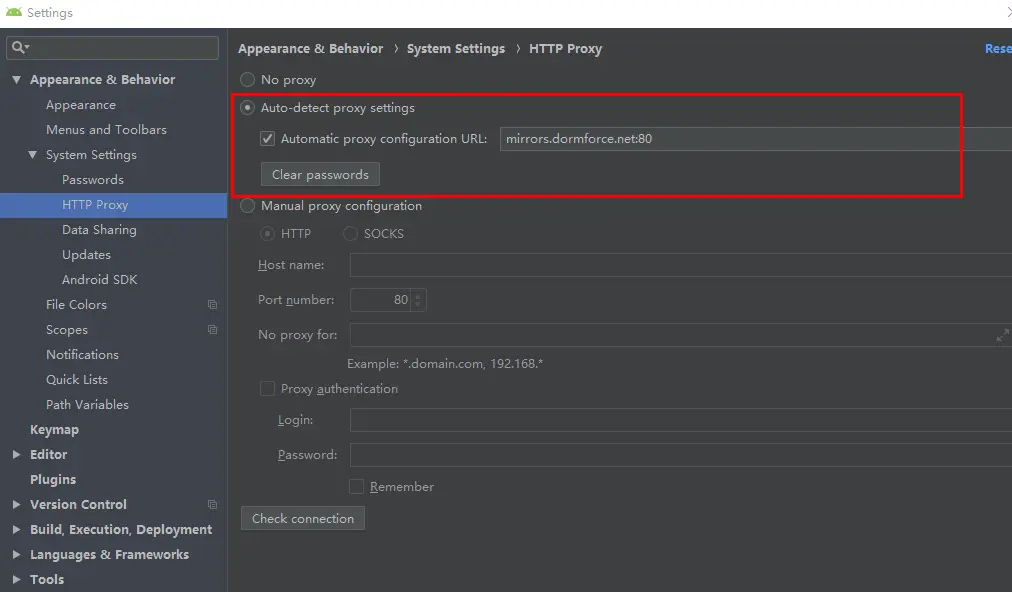 Settings
Appearance & Behavior
Appearance
Menus and Toolbars
System Settings
Passwords
HTTP Proxy
Data Sharing
Updates
Android SDK
File Colors
Scopes
Notifications
Quick Lists
Path Variables
Keymap
Editor
Plugins
Version Control
Build, Execution, Deployment
Languages & Frameworks
Tools
Appearance & Behavior › System Settings › HTTP Proxy
Rese
No proxy
Auto-detect proxy settings
Automatic proxy configuration URL: mirrors.dormforce.net:80
Clear passwords
Manual proxy configuration
HTTP SOCKS
Host name:
Port number: 80
No proxy for:
Example: *.domain.com, 192.168.*
Proxy authentication
Login:
Password:
Remember
Check connection